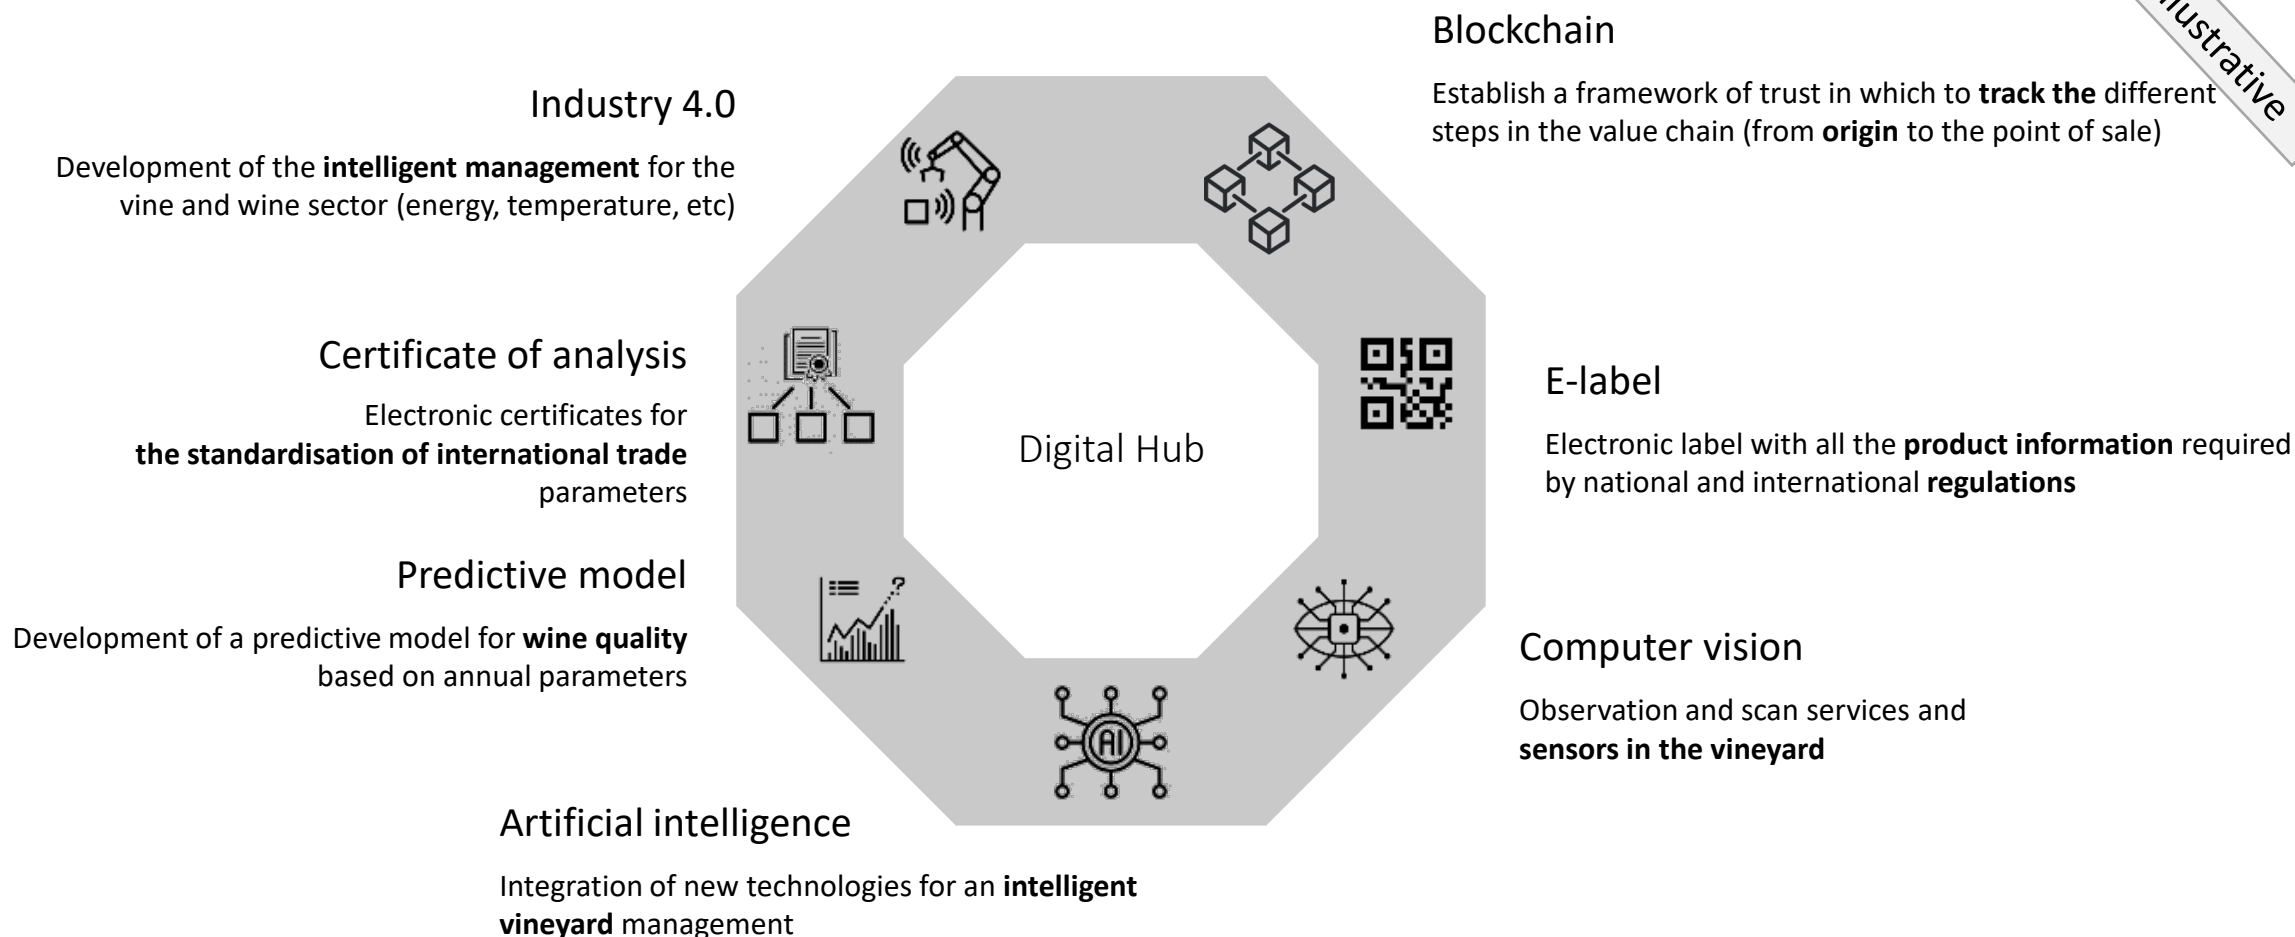 Blockchain
Establish a framework of trust in which to track the different
steps in the value chain (from origin to the point of sale)
Industry 4.0
Development of the intelligent management for the
vine and wine sector (energy, temperature, etc)
Certificate of analysis
Electronic certificates for
the standardisation of international trade
parameters
Digital Hub
E-label
Electronic label with all the product information required
by national and international regulations
Predictive model
Development of a predictive model for wine quality
based on annual parameters
?
Computer vision
Observation and scan services and
sensors in the vineyard
AI
Artificial intelligence
Integration of new technologies for an intelligent
vineyard management